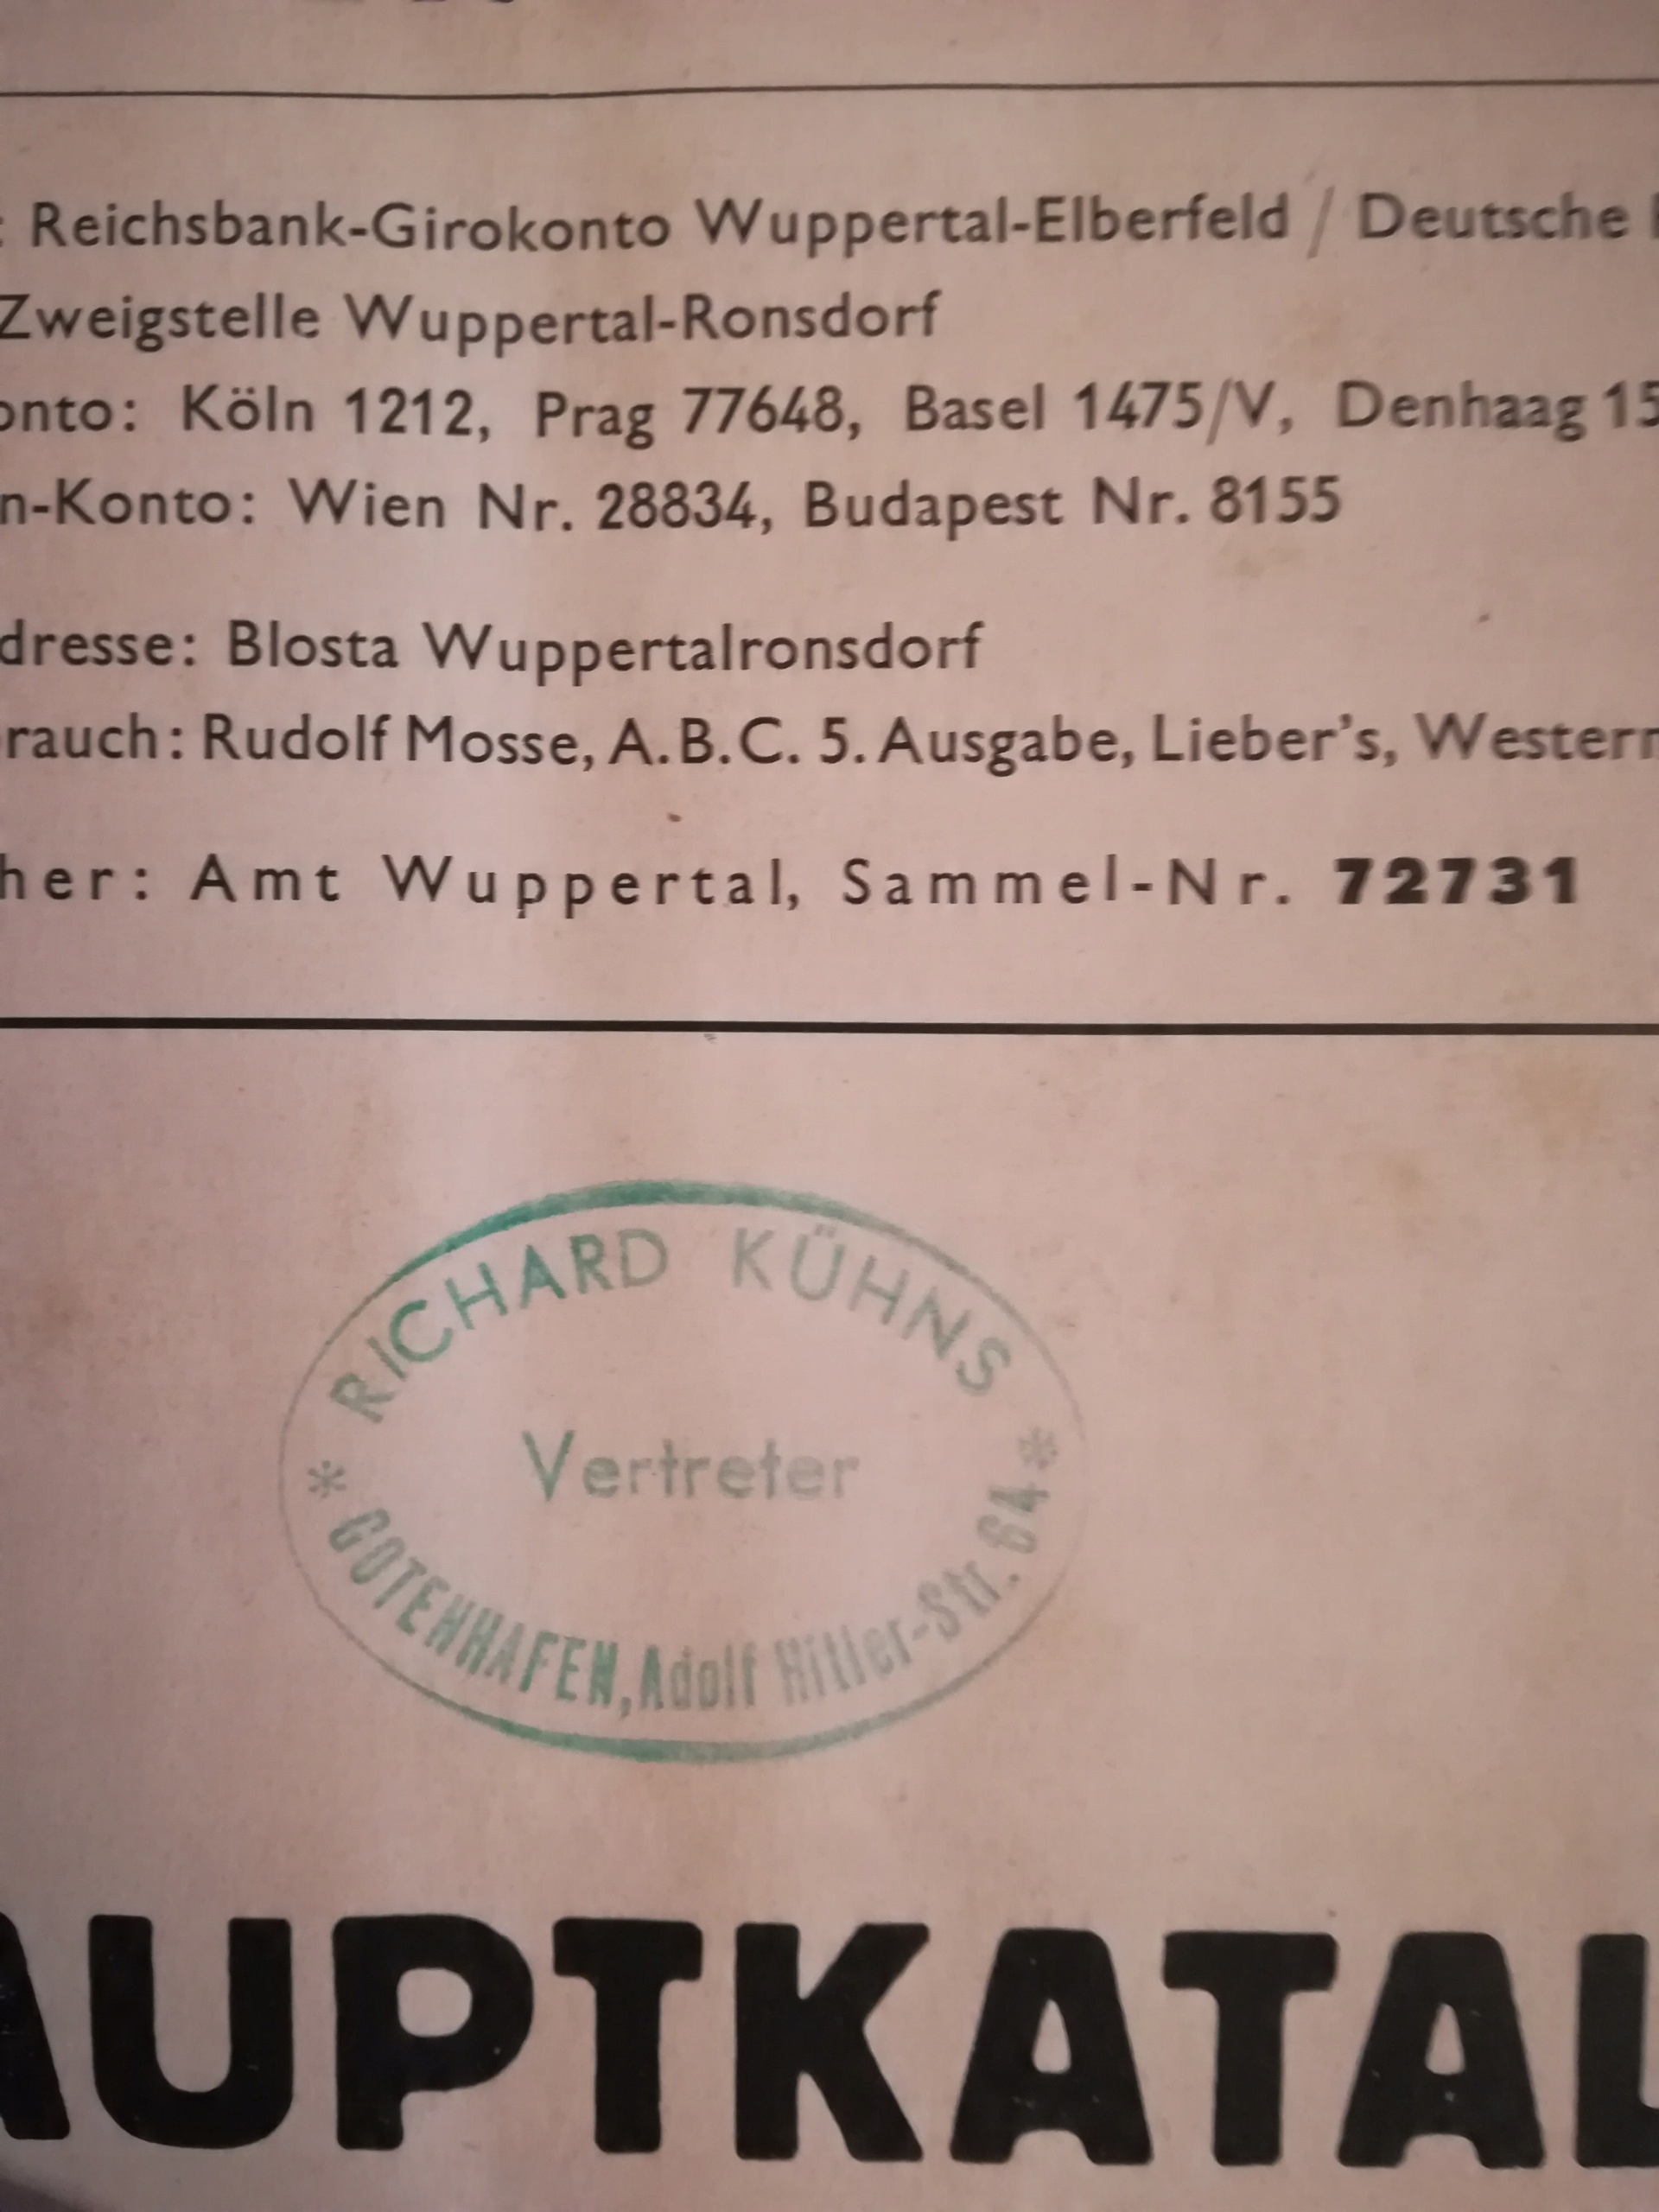 : Reichsbank-Girokonto Wuppertal-Elberfeld / Deutsche
Zweigstelle Wuppertal-Ronsdorf
onto: Köln 1212, Prag 77648, Basel 1475/V, Denhaag 15
n-Konto: Wien Nr. 28834, Budapest Nr. 8155
dresse: Blosta Wuppertalronsdorf
rauch: Rudolf Mosse, A.B.C. 5. Ausgabe, Lieber's, Western
her: Amt Wuppertal, Sammel-Nr. 72731
RICHARD KÜHNS
Vertreter
* GOTENHAFEN, Adolf Hitler-Str. 64 *
AUPTKATAL